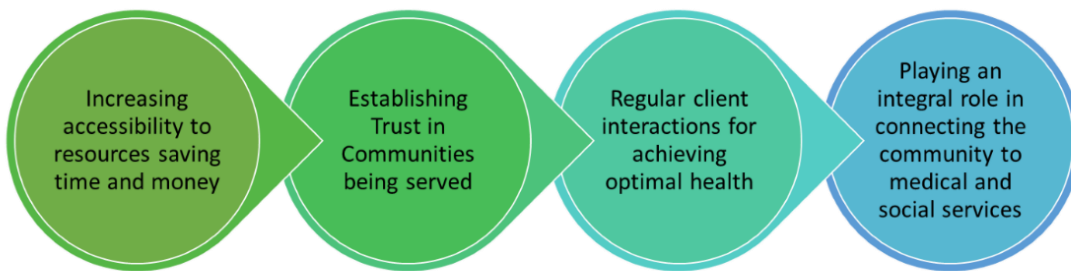 Increasing
accessibility to
resources saving
time and money
Establishing
Trust in
Communities
being served
Regular client
interactions for
achieving
optimal health
Playing an
integral role in
connecting the
community to
medical and
social services